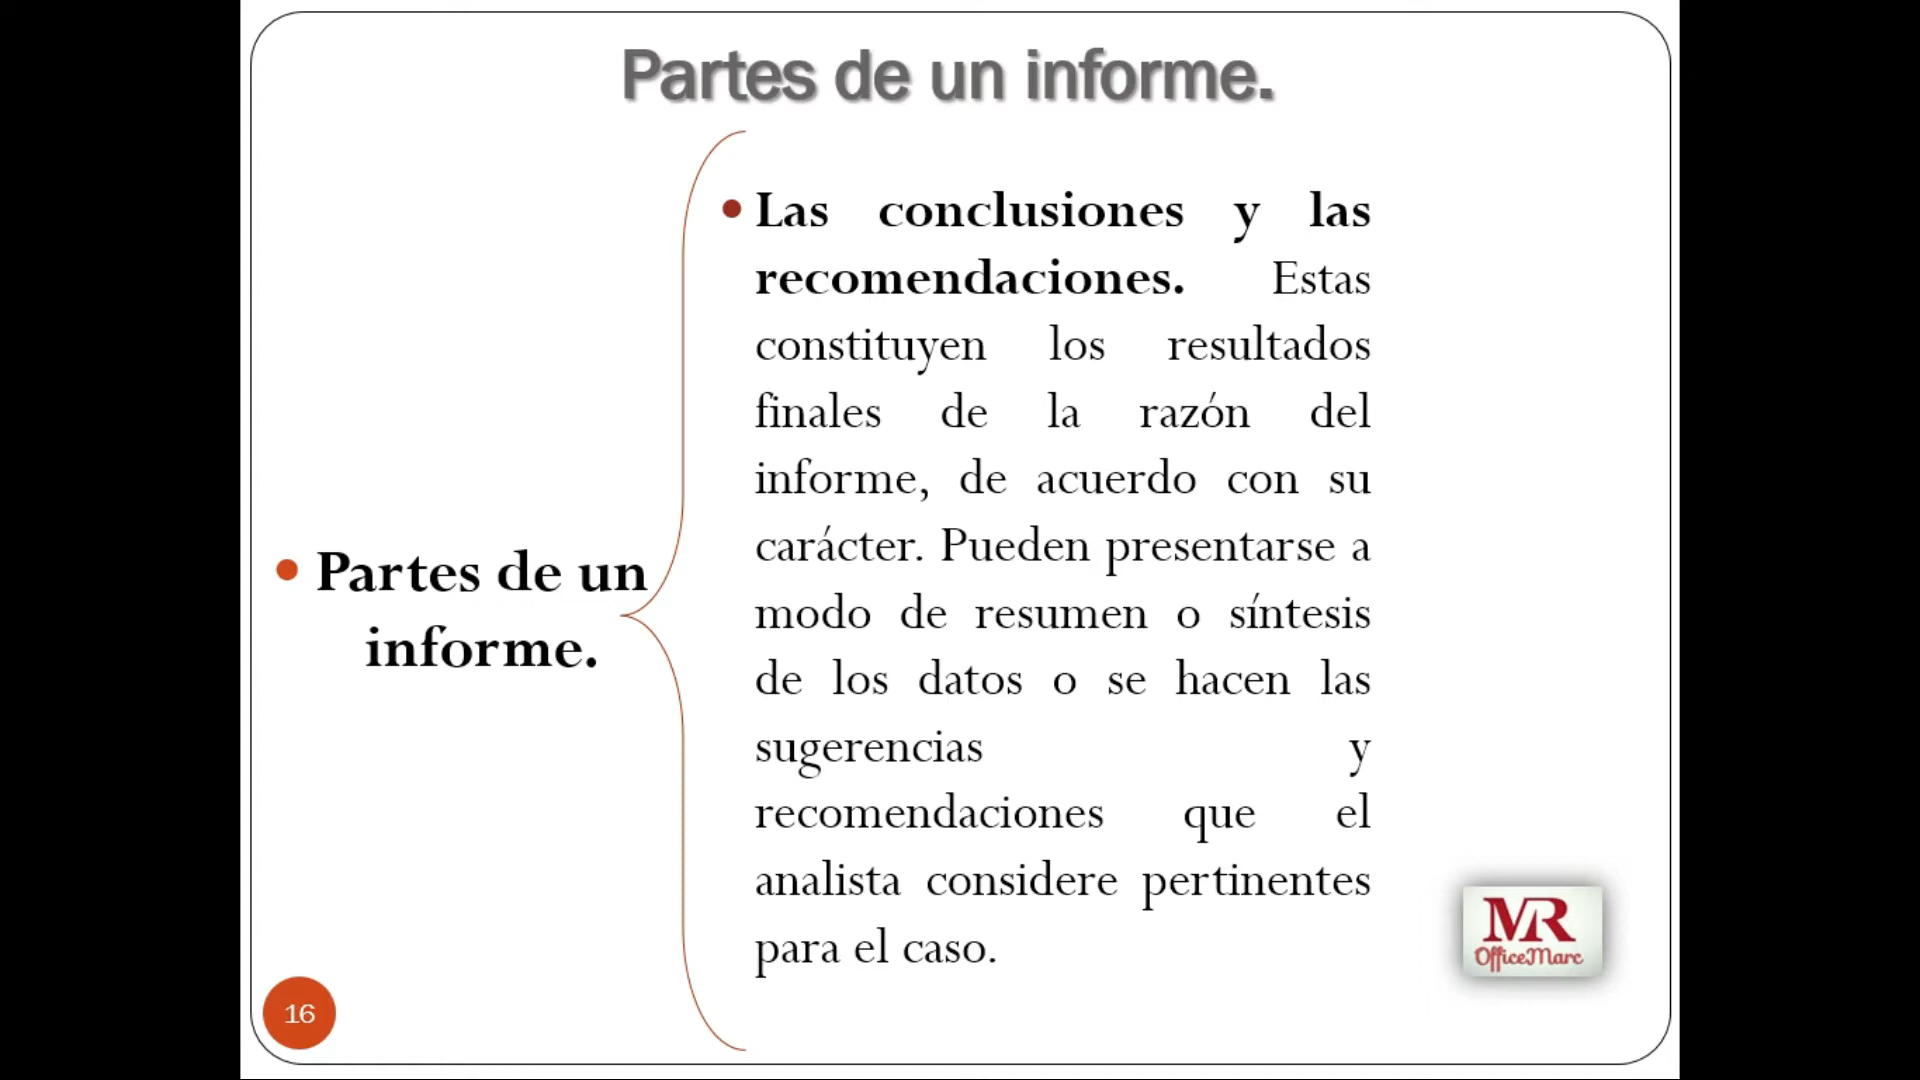 Partes de un informe.
• Partes de un
informe.
• Las conclusiones y las
recomendaciones. Estas
constituyen los resultados
finales de la razón del
informe, de acuerdo con su
carácter. Pueden presentarse a
modo de resumen o síntesis
de los datos o se hacen las
sugerencias y
recomendaciones que el
analista considere pertinentes
para el caso.
MR
OfficeMarc
16